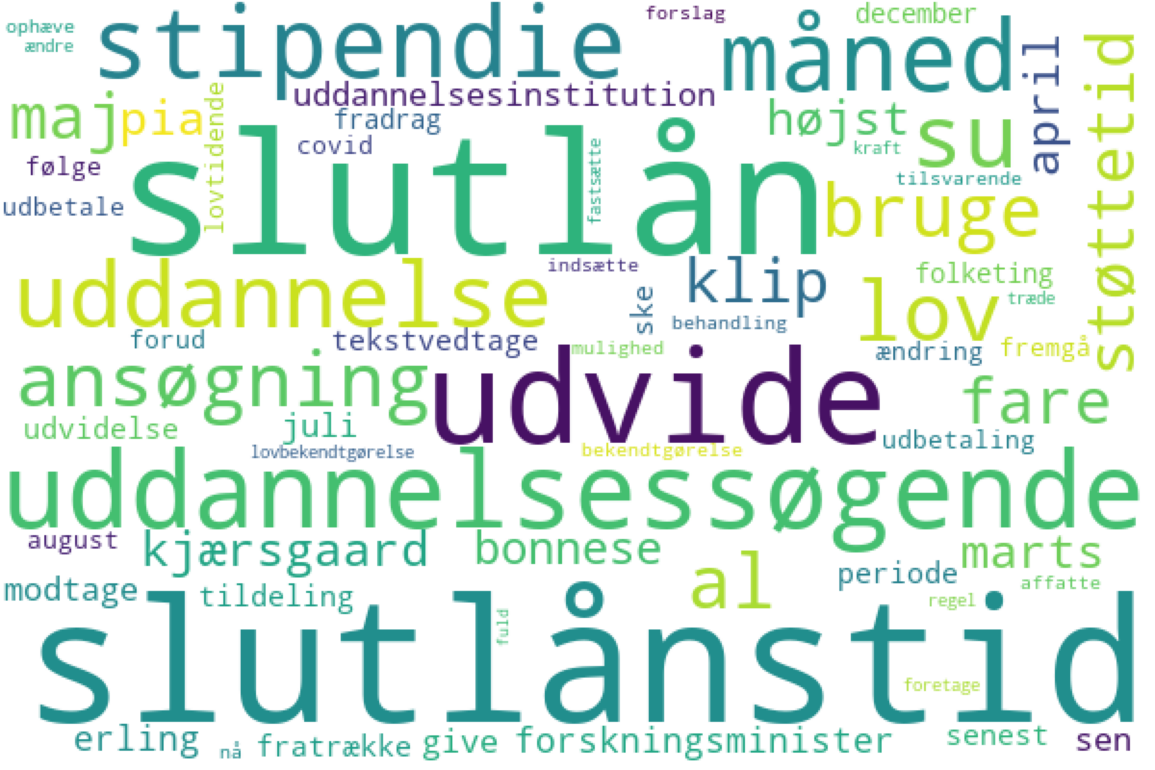 ophæve
ændre
stipendie
forslag
december
måned
april
støttetid
maj
pia
lovtidende
uddannelsesinstitution
fradrag
covid
højst
su
kraft
følge
udbetale
slutlån
fastsætte
tilsvarende
bruge
uddannelse
indsætte
klip
ske
folketing
lov
træde
forud
tekstvedtage
behandling
mulighed
ændring
fremgå
ansøgning
udvide
fare
udvidelse
juli
udbetaling
lovbekendtgørelse
bekendtgørelse
uddannelsessøgende
august
kjærsgaard
bonnese
al
marts
periode
affatte
modtage
tildeling
regel
fuld
slutlånstid
foretage
erling
nå
fratrække
give
forskningsminister
senest
sen